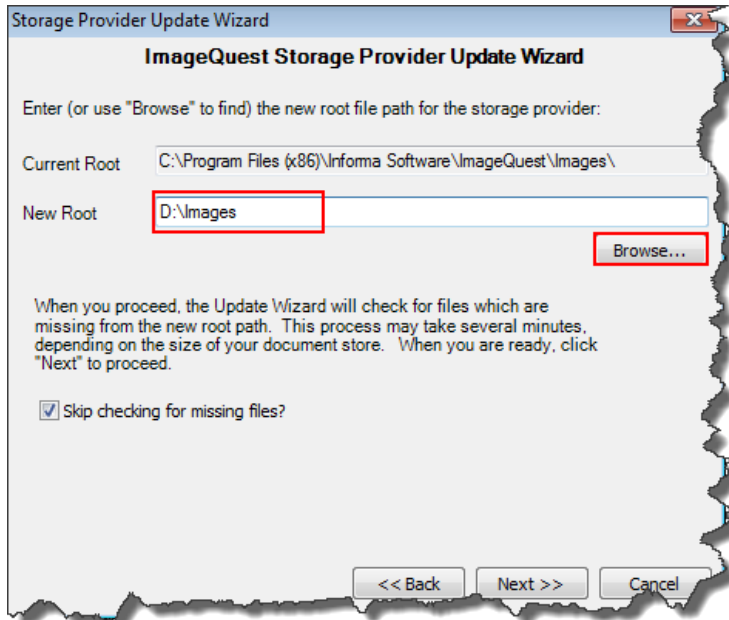 Storage Provider Update Wizard
ImageQuest Storage Provider Update Wizard
Enter (or use "Browse" to find) the new root file path for the storage provider:
Current Root C:\Program Files (x86)\Informa Software\ImageQuest\Images\
New Root D:\Images
Browse...
When you proceed, the Update Wizard will check for files which are
missing from the new root path. This process may take several minutes,
depending on the size of your document store. When you are ready, click
"Next" to proceed.
Skip checking for missing files?
<< Back Next >> Cancel